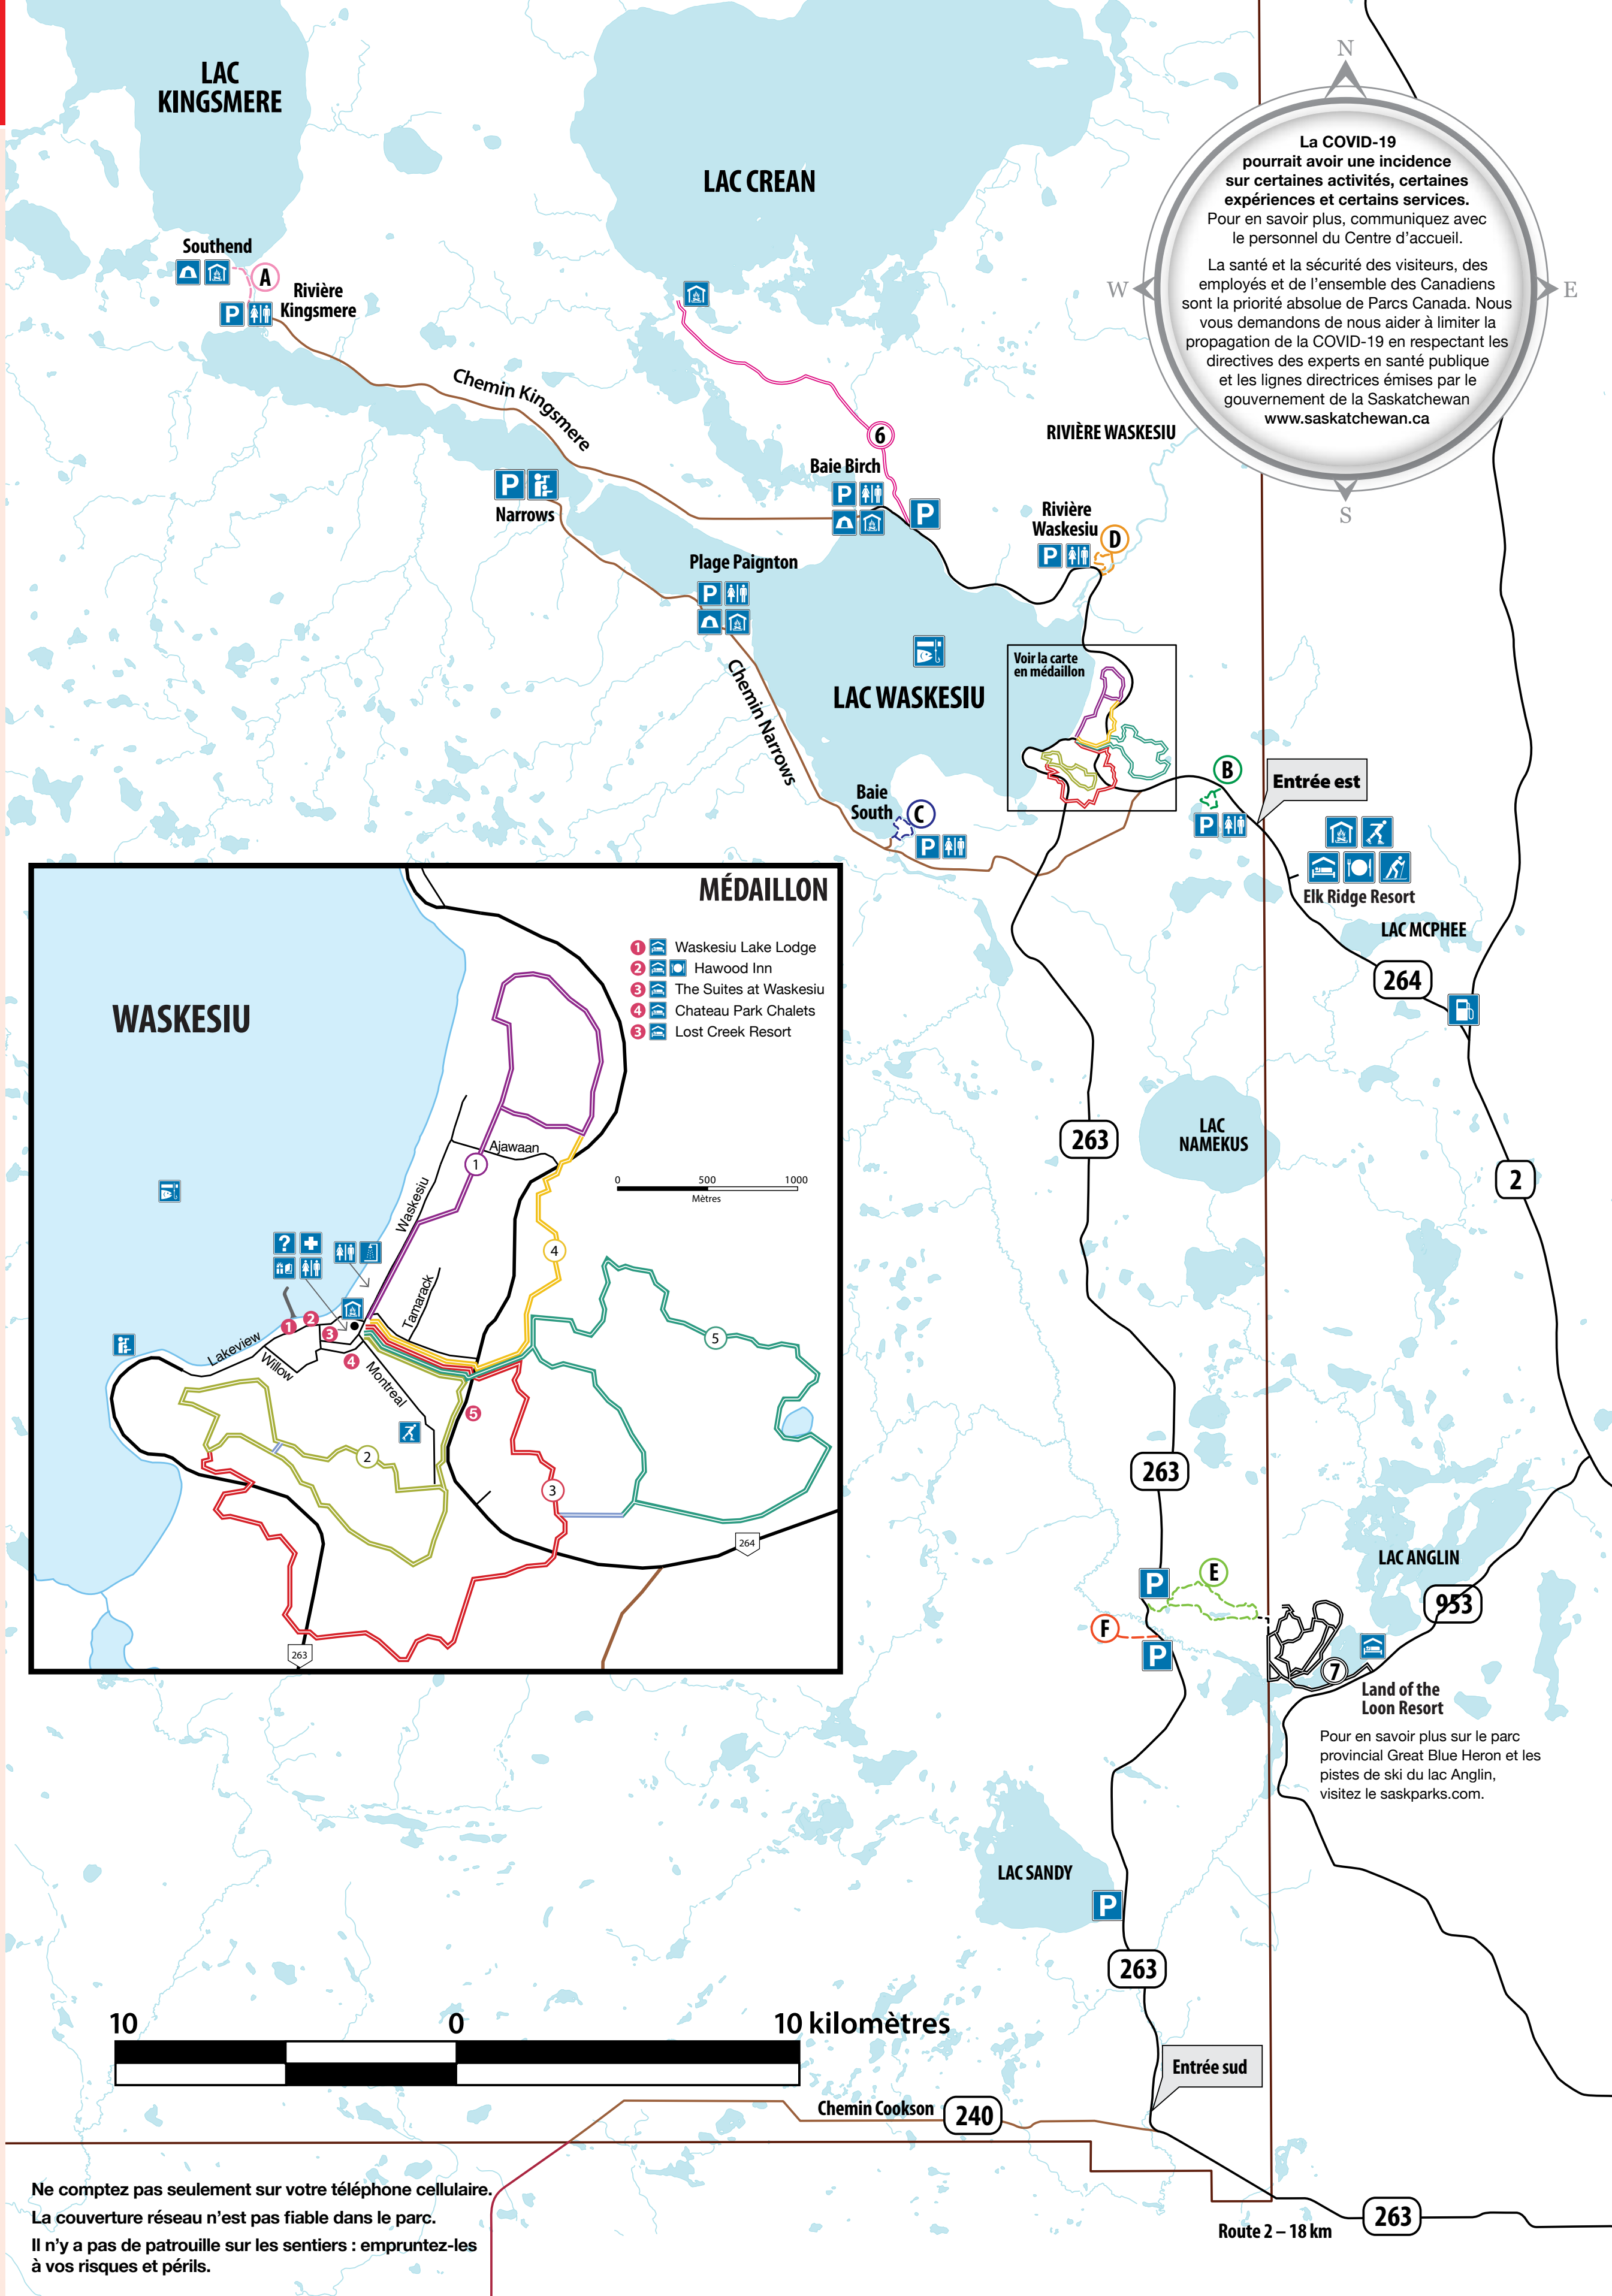 LAC
KINGSMERE
LAC CREAN
N
W
E
S
La COVID-19
pourrait avoir une incidence
sur certaines activités, certaines
expériences et certains services.
Pour en savoir plus, communiquez avec
le personnel du Centre d'accueil.
La santé et la sécurité des visiteurs, des
employés et de l'ensemble des Canadiens
sont la priorité absolue de Parcs Canada. Nous
vous demandons de nous aider à limiter la
propagation de la COVID-19 en respectant les
directives des experts en santé publique
et les lignes directrices émises par le
gouvernement de la Saskatchewan
www.saskatchewan.ca
Southend
A
Rivière
Kingsmere
P
Chemin Kingsmere
6
RIVIÈRE WASKESIU
Baie Birch
P
P
Rivière
Waskesiu
D
P
P
Narrows
Plage Paignton
P
Voir la carte
en médaillon
LAC WASKESIU
Chemin Narrows
B
Entrée est
P
Baie
South
C
P
Elk Ridge Resort
LAC MCPHEE
264
LAC
NAMEKUS
263
2
263
MÉDAILLON
1 Waskesiu Lake Lodge
2 Hawood Inn
3 The Suites at Waskesiu
4 Chateau Park Chalets
3 Lost Creek Resort
WASKESIU
Ajawaan
1
0 500 1000
Mètres
Waskesiu
4
?
Tamarack
5
1
2
3
4
Lakeview
Willow
Montreal
5
2
3
264
263
LAC ANGLIN
P
E
953
F
P
7
Land of the
Loon Resort
Pour en savoir plus sur le parc
provincial Great Blue Heron et les
pistes de ski du lac Anglin,
visitez le saskparks.com.
LAC SANDY
P
263
10 0 10 kilomètres
Entrée sud
Chemin Cookson
240
Ne comptez pas seulement sur votre téléphone cellulaire.
La couverture réseau n'est pas fiable dans le parc.
Il n'y a pas de patrouille sur les sentiers : empruntez-les
à vos risques et périls.
263
Route 2 – 18 km